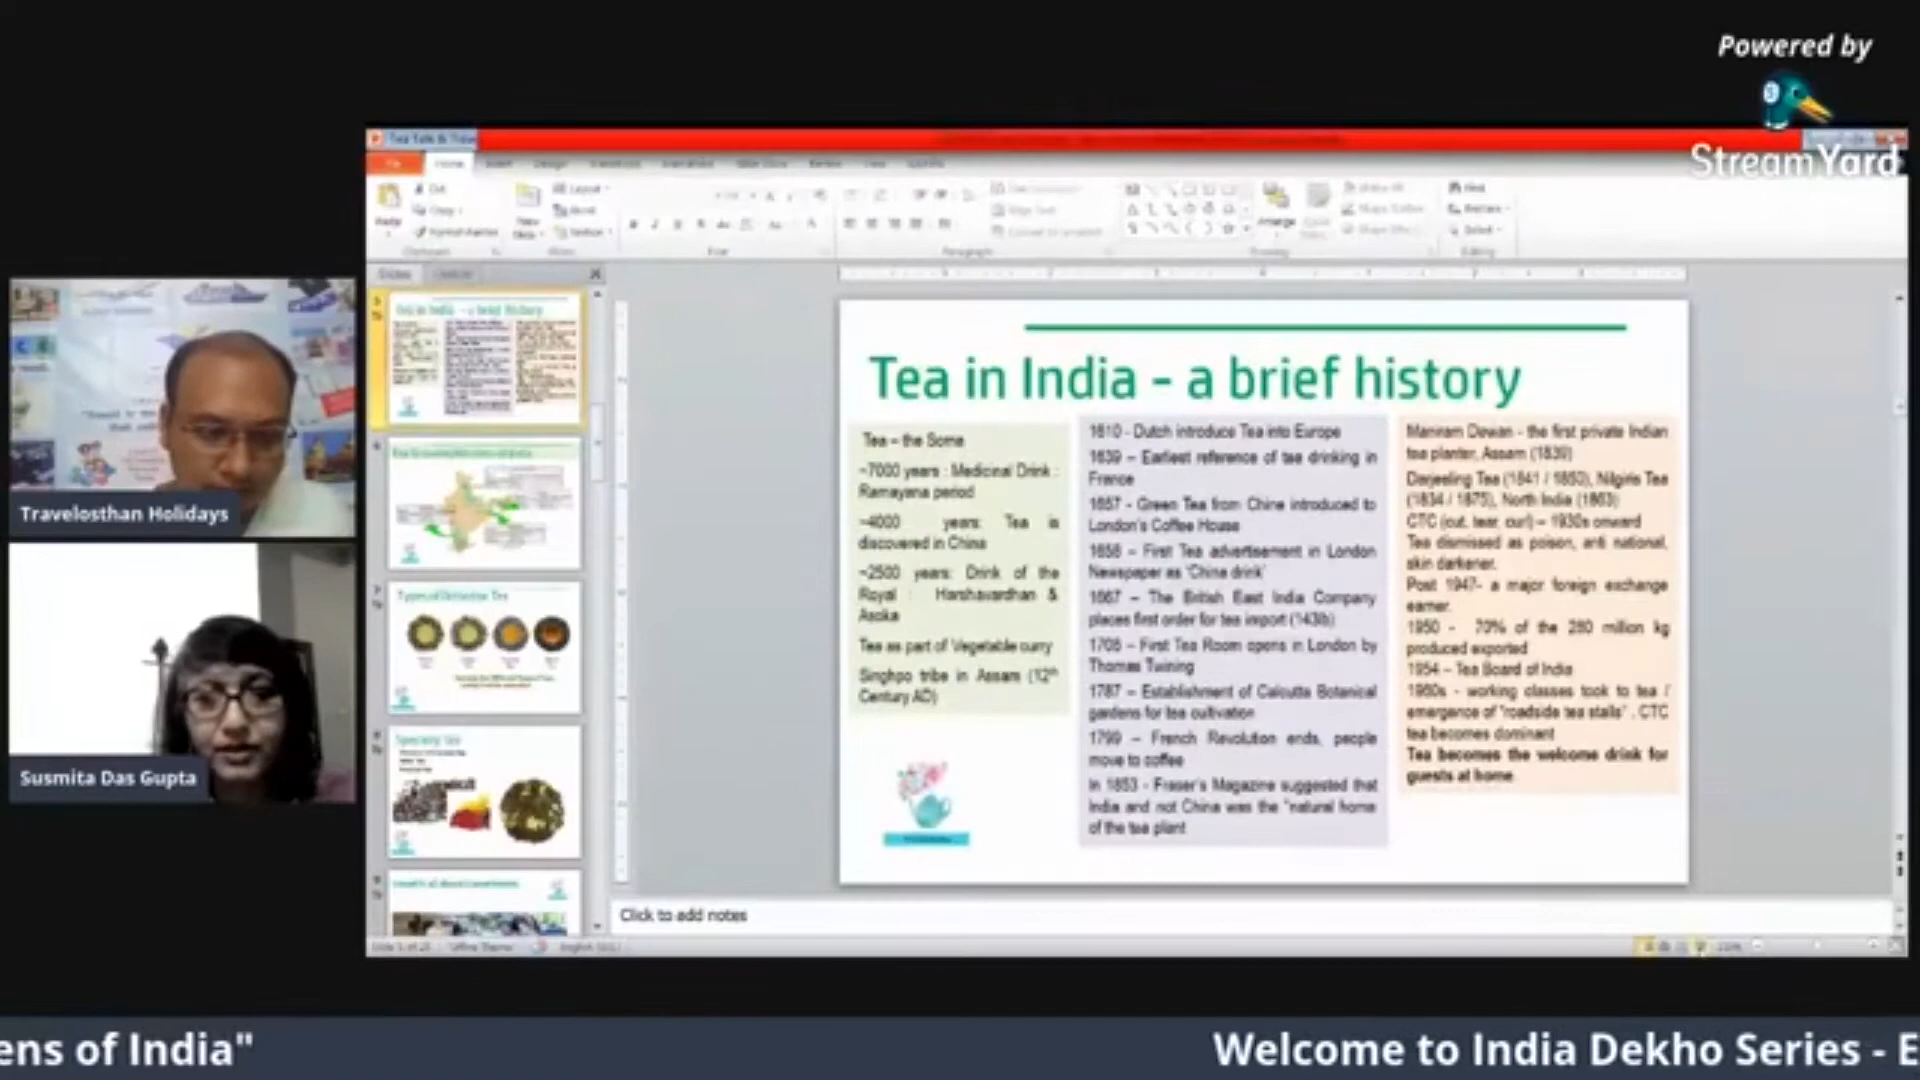 Powered by
StreamYard
Tea in India - a brief history
Tea – the Soma
~7000 years : Medicinal Drink :
Ramayana period
~4000 years: Tea is
discovered in China
~2500 years: Drink of the
Royal : Harshavardhan &
Asoka
Tea as part of Vegetable curry
Singhpo tribe in Assam (12th
Century AD)
1610 - Dutch introduce Tea into Europe
1639 – Earliest reference of tea drinking in
France
1657 - Green Tea from China introduced to
London's Coffee House
1658 – First Tea advertisement in London
Newspaper as 'China drink'
1667 – The British East India Company
places first order for tea import (143lb)
1706 – First Tea Room opens in London by
Thomas Twining
1787 – Establishment of Calcutta Botanical
gardens for tea cultivation
1799 – French Revolution ends, people
move to coffee
In 1853 - Fraser's Magazine suggested that
India and not China was the "natural home
of the tea plant
Maniram Dewan - the first private Indian
tea planter, Assam (1839)
Darjeeling Tea (1841 / 1850), Nilgiris Tea
(1834 / 1875), North India (1863)
CTC (cut, tear, curl) – 1930s onward
Tea dismissed as poison, anti national,
skin darkener.
Post 1947- a major foreign exchange
earner.
1950 - 70% of the 280 million kg
produced exported
1954 – Tea Board of India
1960s - working classes took to tea /
emergence of "roadside tea stalls" . CTC
tea becomes dominant
Tea becomes the welcome drink for
guests at home
Click to add notes
Travelosthan Holidays
Susmita Das Gupta
ens of India"
Welcome to India Dekho Series - E